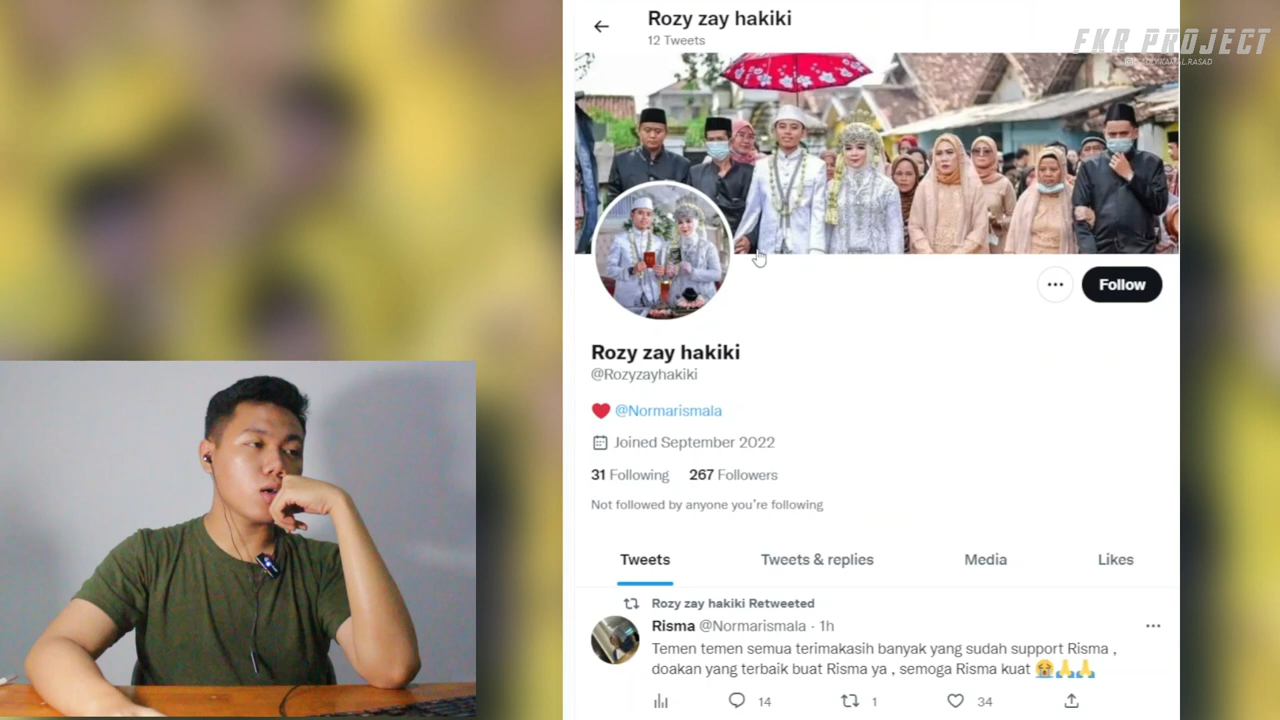 Rozy zay hakiki
12 Tweets
FKR PROJECT
Follow
Rozy zay hakiki
@Rozyzayhakiki
❤️ @Normarismala
Joined September 2022
31 Following 267 Followers
Not followed by anyone you're following
Tweets Tweets & replies Media Likes
Rozy zay hakiki Retweeted
Risma @Normarismala · 1h
Temen temen semua terimakasih banyak yang sudah support Risma ,
doakan yang terbaik buat Risma ya , semoga Risma kuat 😭🙏🙏
14 1 34